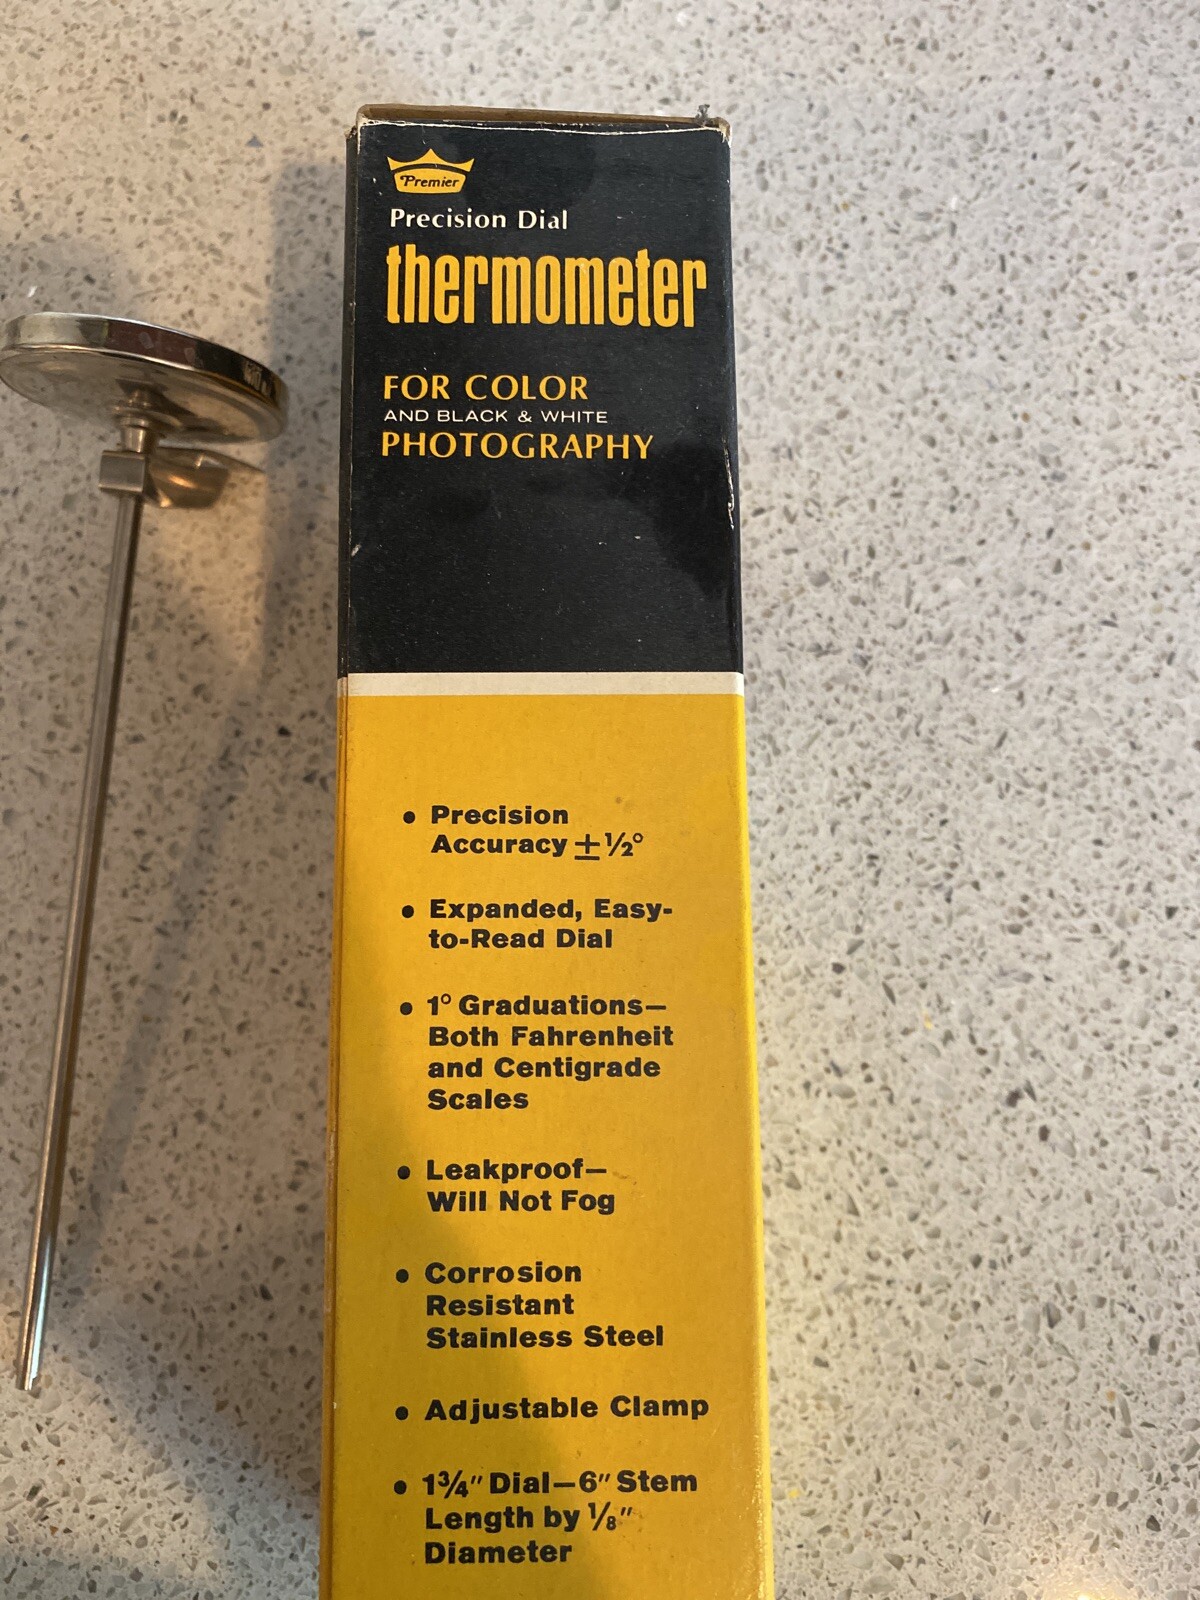 Premier
Precision Dial
thermometer
FOR COLOR
AND BLACK & WHITE
PHOTOGRAPHY
• Precision
Accuracy ±½°
• Expanded, Easy-
to-Read Dial
• 1° Graduations—
Both Fahrenheit
and Centigrade
Scales
• Leakproof—
Will Not Fog
• Corrosion
Resistant
Stainless Steel
• Adjustable Clamp
• 1¾" Dial—6" Stem
Length by ⅛"
Diameter